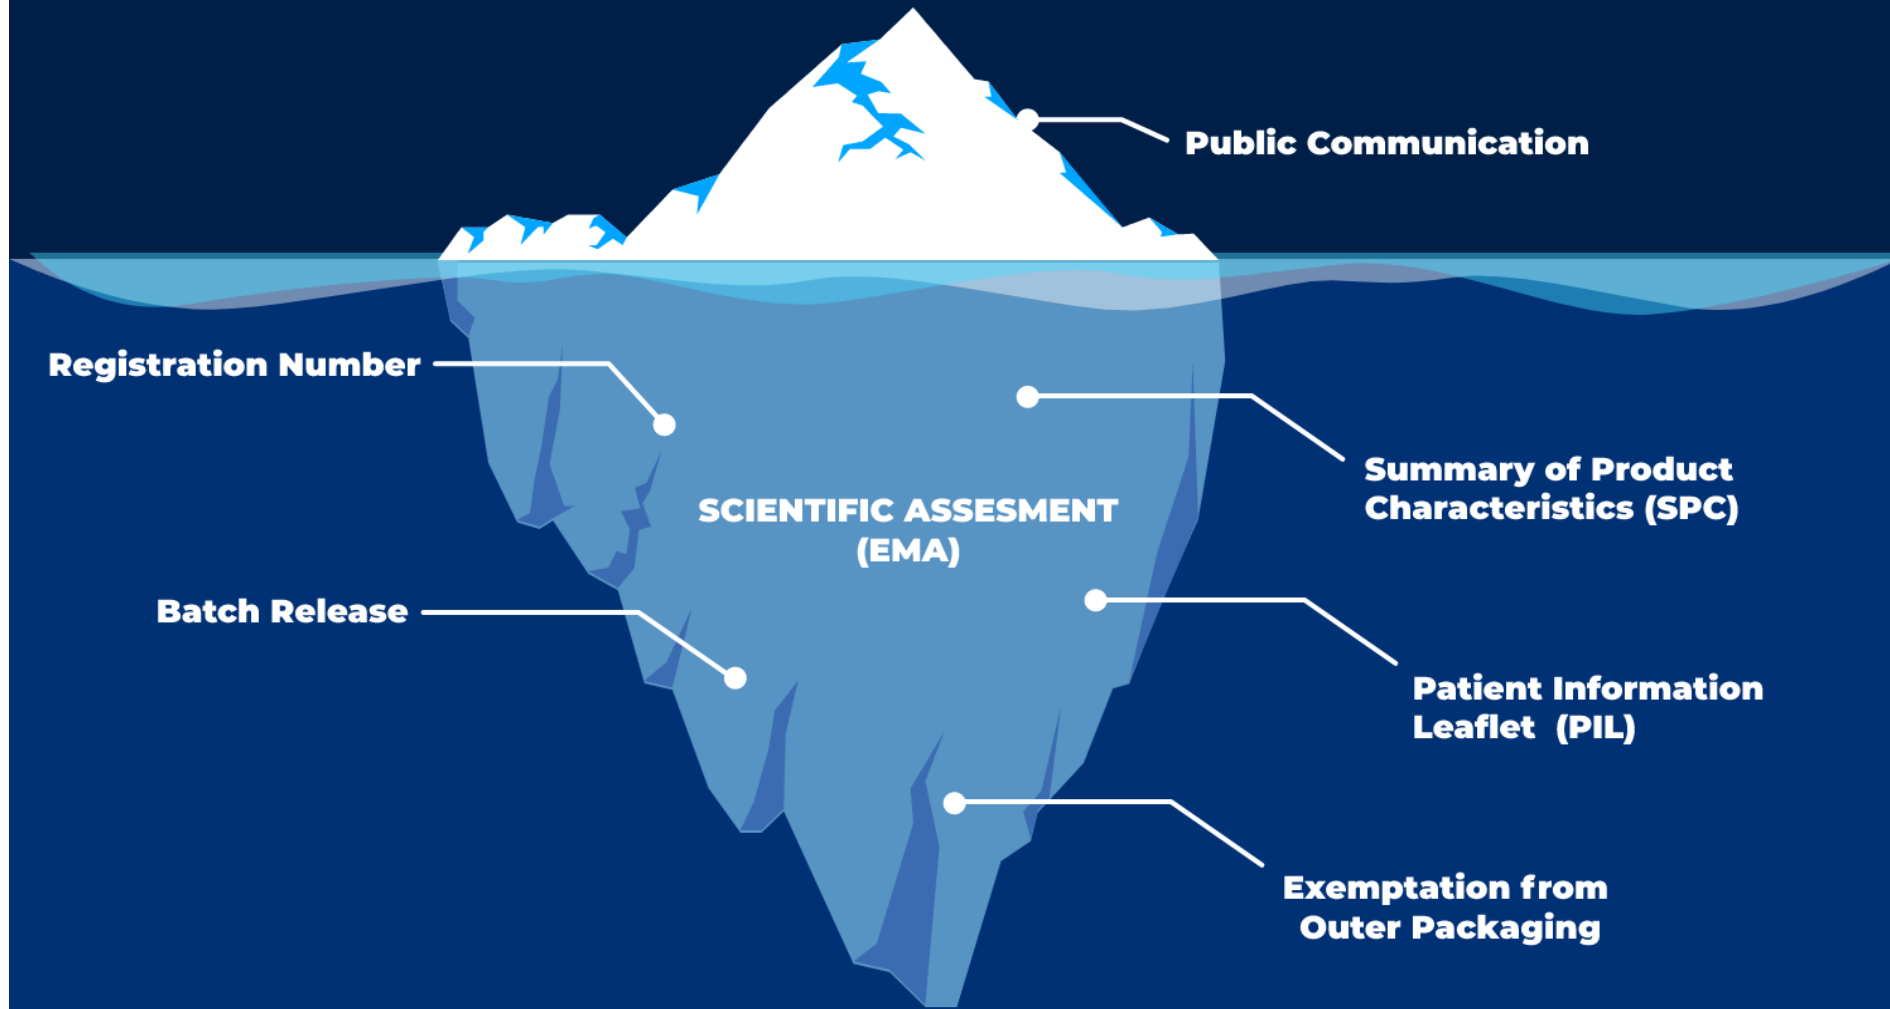 Public Communication
Registration Number
Summary of Product
Characteristics (SPC)
SCIENTIFIC ASSESMENT
(EMA)
Batch Release
Patient Information
Leaflet (PIL)
Exemptation from
Outer Packaging